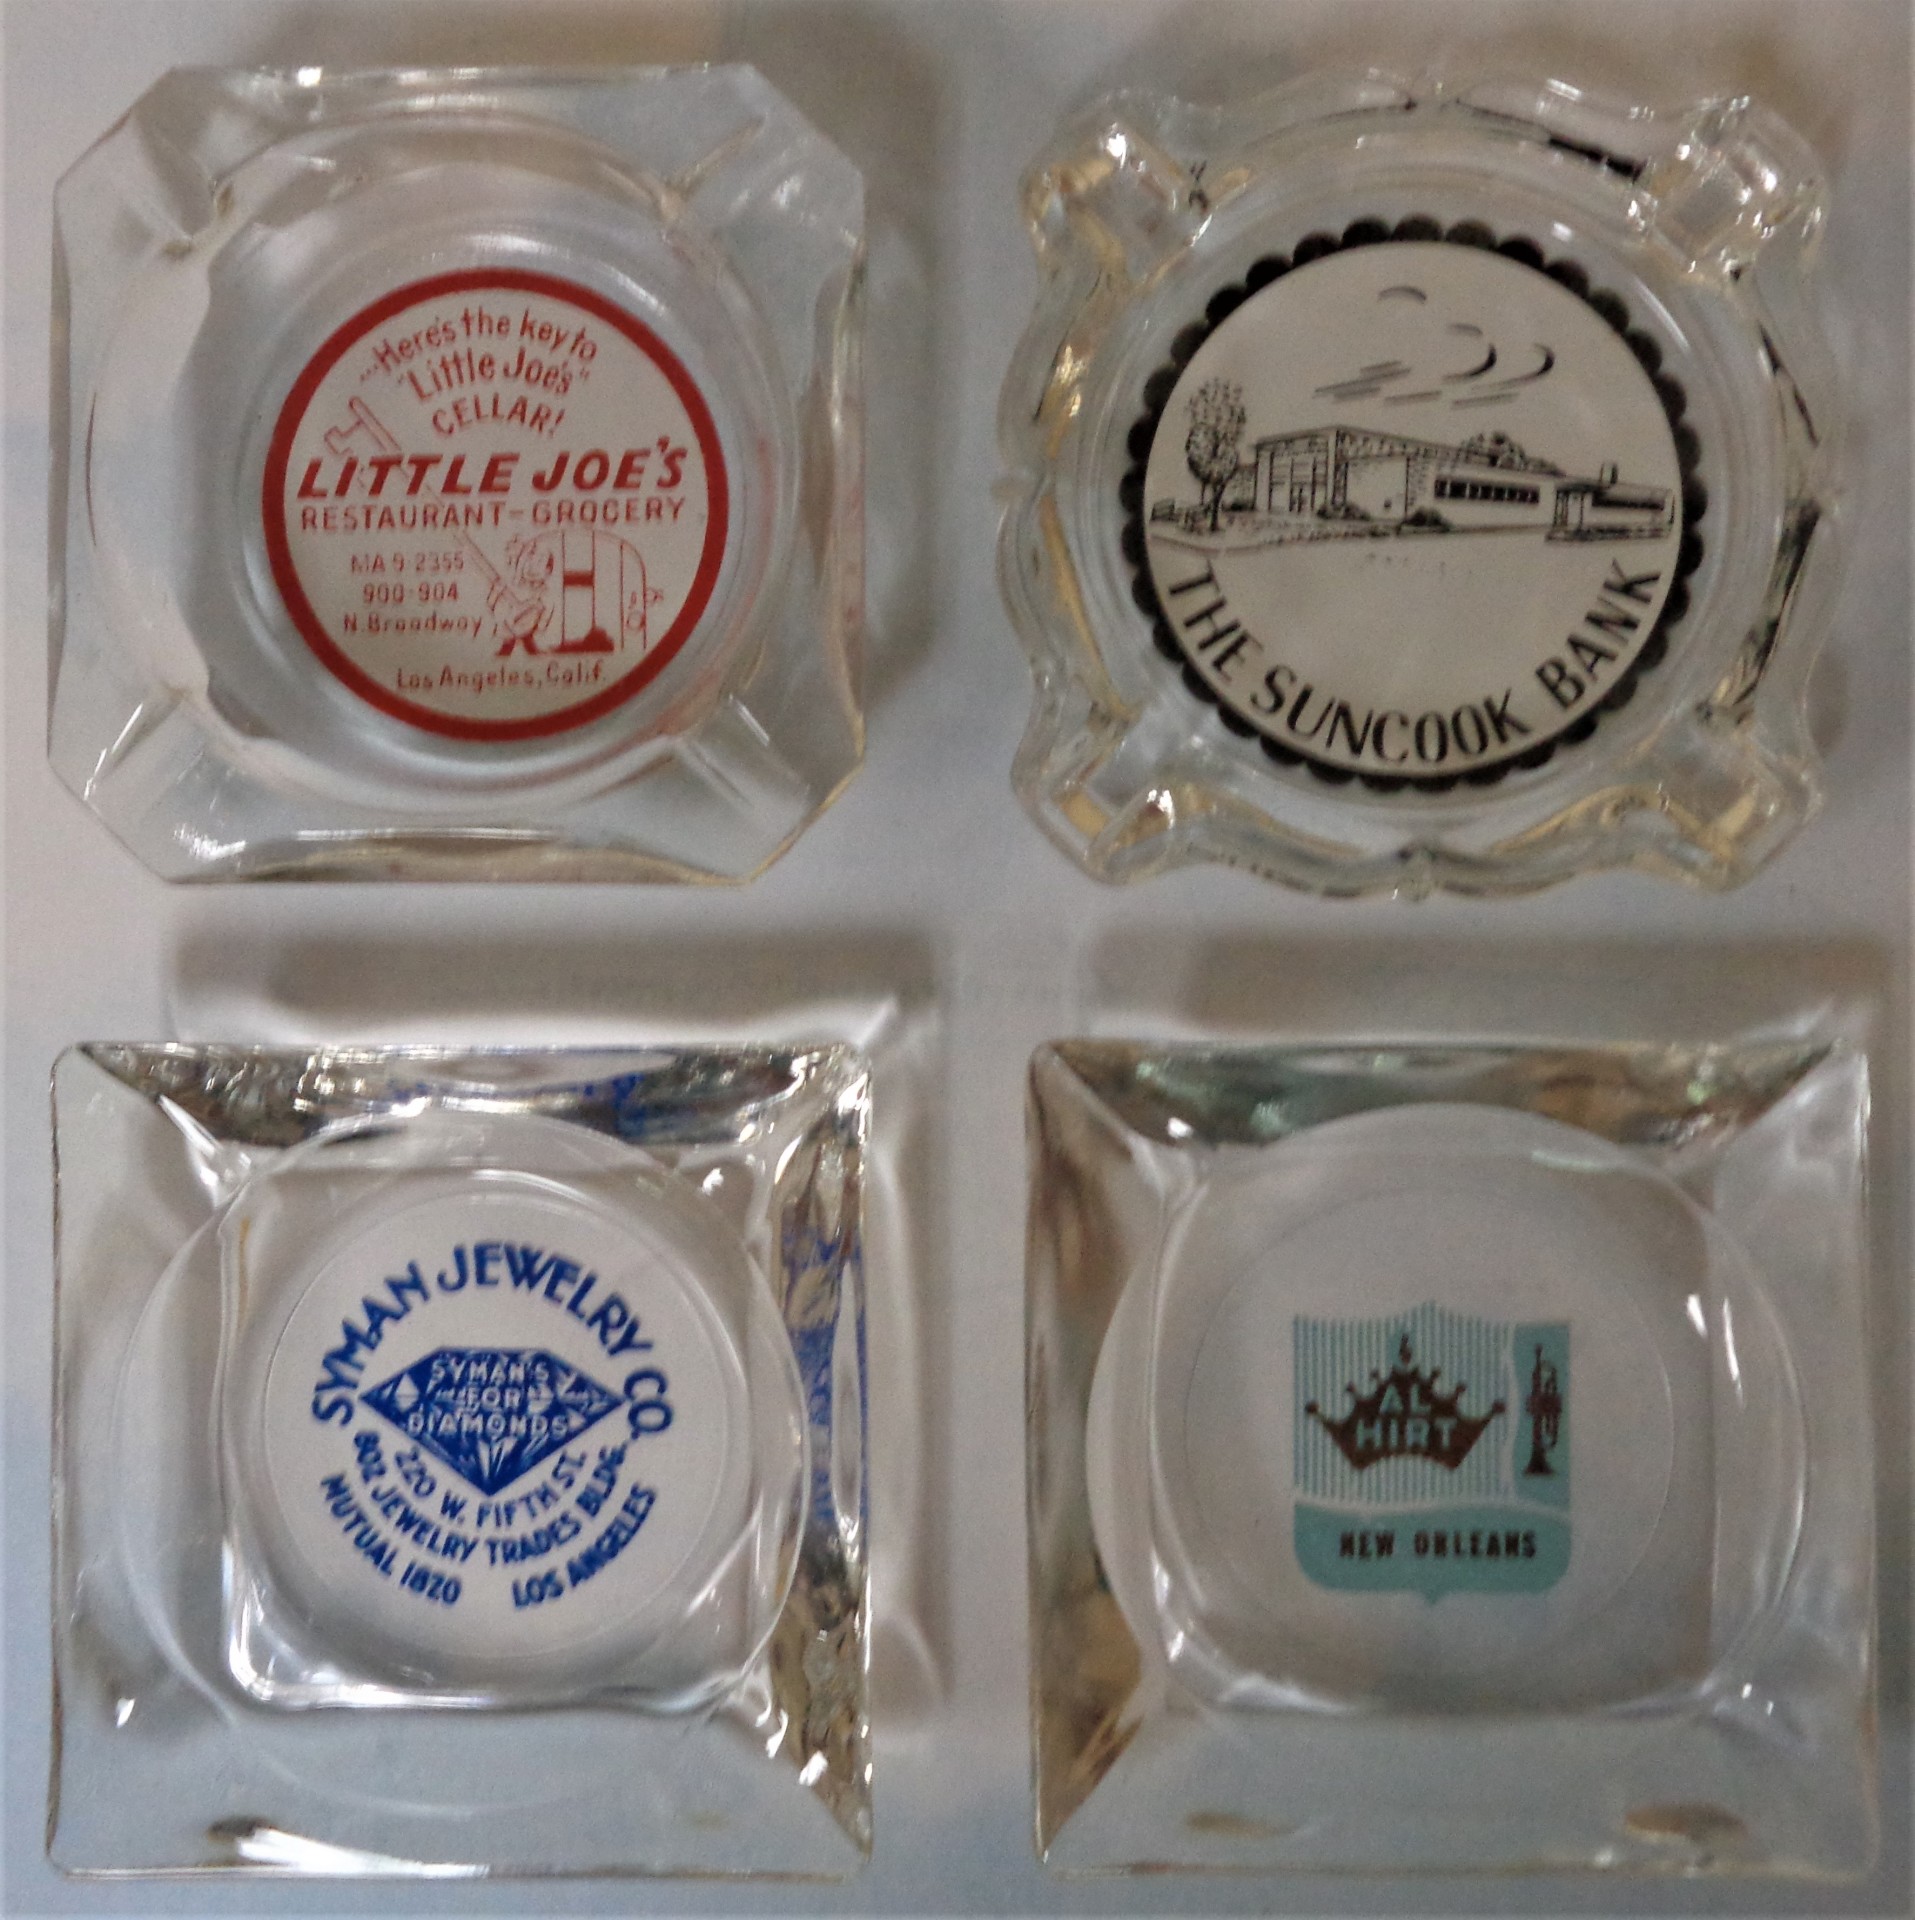 ...Here's the key to
"Little Joe's"
CELLAR!
LITTLE JOE'S
RESTAURANT-GROCERY
MA 9-2355
900-904
N. Broadway
Los Angeles, Calif.
THE SUNCOOK BANK
SYMAN JEWELRY CO.
SYMAN'S
FOR
DIAMONDS
220 W. FIFTH ST.
802 JEWELRY TRADES BLDG.
MUTUAL 1820 LOS ANGELES
AL
HIRT
NEW ORLEANS